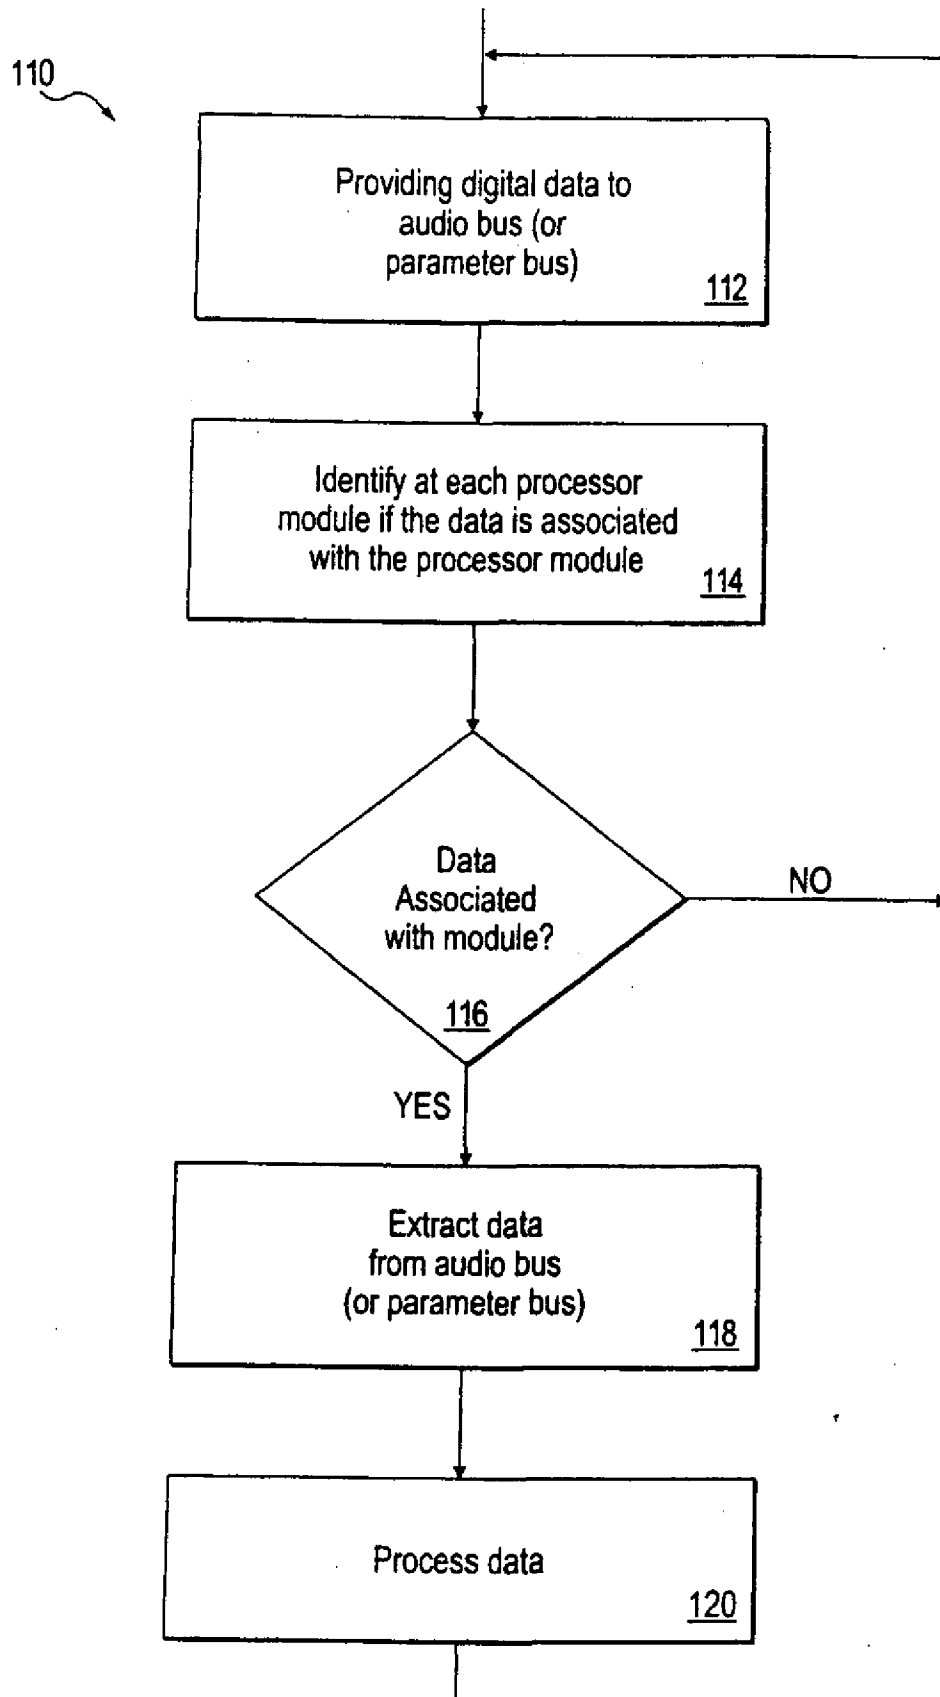 110
Providing digital data to
audio bus (or
parameter bus)
112
Identify at each processor
module if the data is associated
with the processor module
114
Data
Associated
with module?
116
NO
YES
Extract data
from audio bus
(or parameter bus)
118
Process data
120